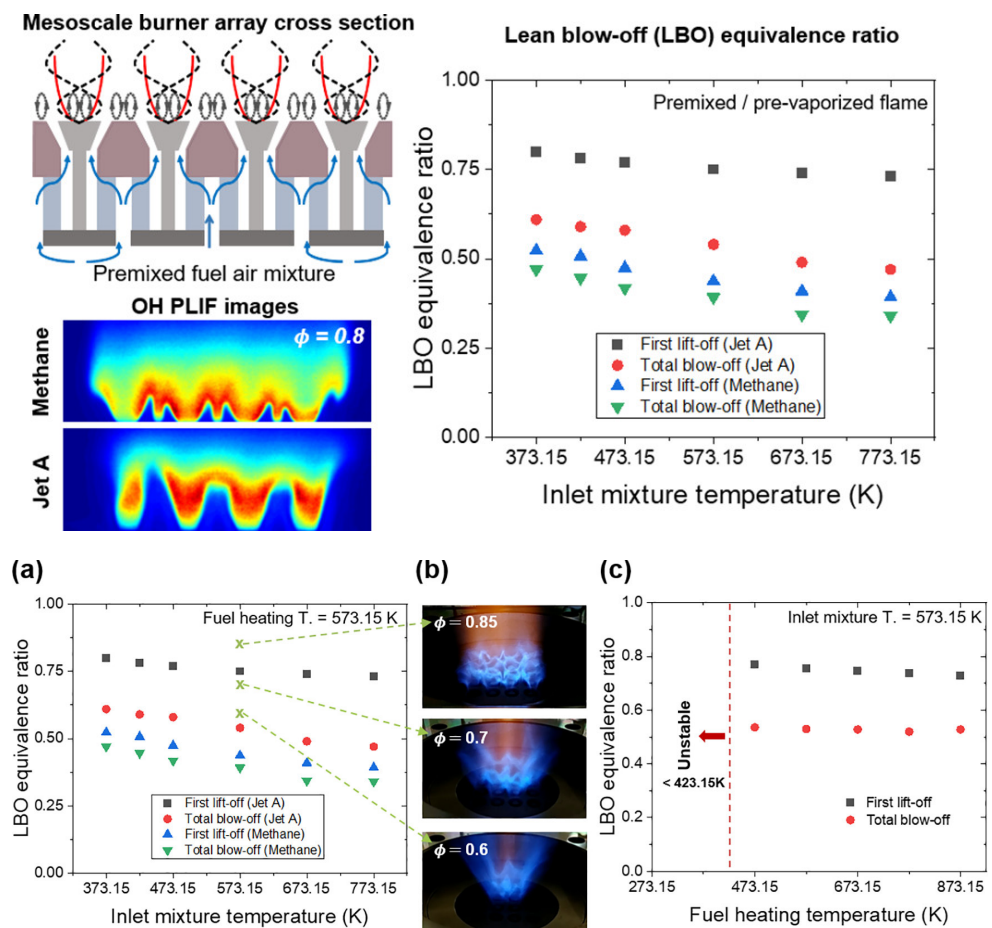 Mesoscale burner array cross section
Premixed fuel air mixture
OH PLIF images
Methane
ϕ = 0.8
Jet A
Lean blow-off (LBO) equivalence ratio
LBO equivalence ratio
1.00
0.75
0.50
0.25
0.00
Premixed / pre-vaporized flame
First lift-off (Jet A)
Total blow-off (Jet A)
First lift-off (Methane)
Total blow-off (Methane)
373.15 473.15 573.15 673.15 773.15
Inlet mixture temperature (K)
(a)
LBO equivalence ratio
1.00
0.75
0.50
0.25
0.00
Fuel heating T. = 573.15 K
First lift-off (Jet A)
Total blow-off (Jet A)
First lift-off (Methane)
Total blow-off (Methane)
373.15 473.15 573.15 673.15 773.15
Inlet mixture temperature (K)
(b)
ϕ = 0.85
ϕ = 0.7
ϕ = 0.6
(c)
LBO equivalence ratio
1.0
0.8
0.6
0.4
0.2
0.0
Inlet mixture T. = 573.15 K
Unstable
< 423.15K
First lift-off
Total blow-off
273.15 473.15 673.15 873.15
Fuel heating temperature (K)